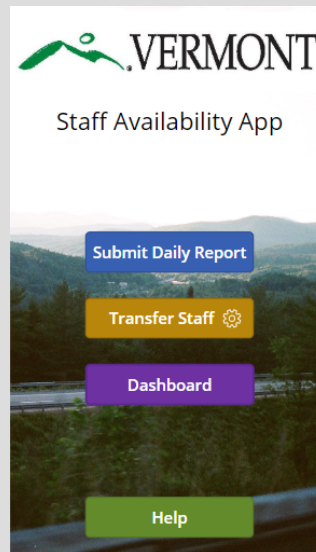 VERMONT
Staff Availability App
Submit Daily Report
Transfer Staff
Dashboard
Help